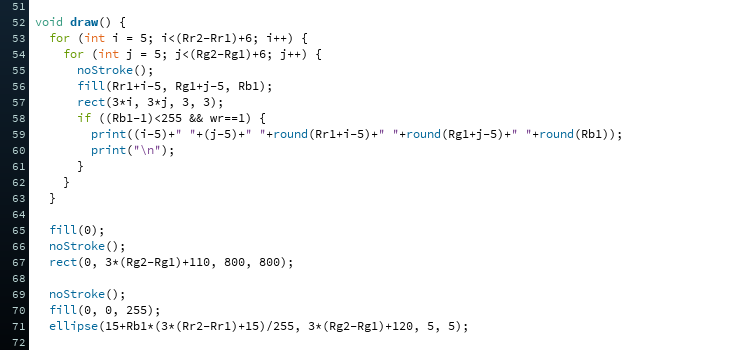 51
52 void draw() {
53 for (int i = 5; i<(Rr2-Rr1)+6; i++) {
54 for (int j = 5; j<(Rg2-Rg1)+6; j++) {
55 noStroke();
56 fill(Rr1+i-5, Rg1+j-5, Rb1);
57 rect(3*i, 3*j, 3, 3);
58 if ((Rb1-1)<255 && wr==1) {
59 print((i-5)+" "+(j-5)+" "+round(Rr1+i-5)+" "+round(Rg1+j-5)+" "+round(Rb1));
60 print("\n");
61 }
62 }
63 }
64
65 fill(0);
66 noStroke();
67 rect(0, 3*(Rg2-Rg1)+110, 800, 800);
68
69 noStroke();
70 fill(0, 0, 255);
71 ellipse(15+Rb1*(3*(Rr2-Rr1)+15)/255, 3*(Rg2-Rg1)+120, 5, 5);
72